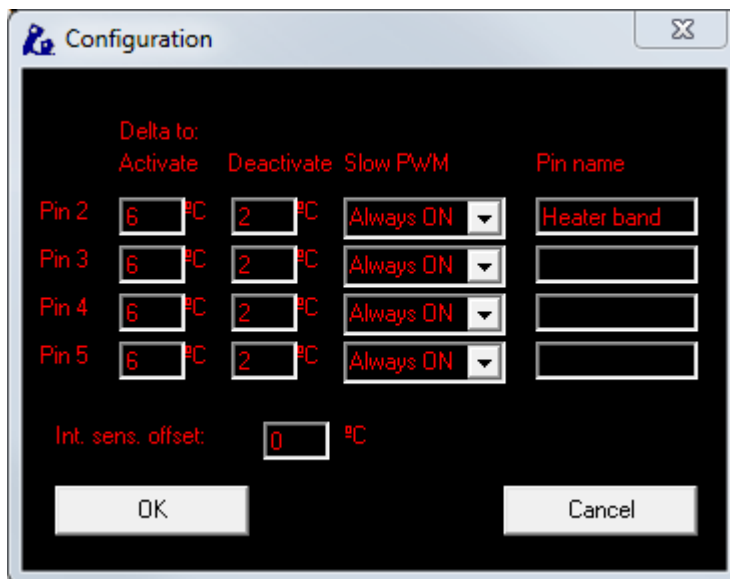 Configuration
Delta to:
Activate Deactivate Slow PWM Pin name
Pin 2 6 ºC 2 ºC Always ON Heater band
Pin 3 6 ºC 2 ºC Always ON
Pin 4 6 ºC 2 ºC Always ON
Pin 5 6 ºC 2 ºC Always ON
Int. sens. offset: 0 ºC
OK Cancel